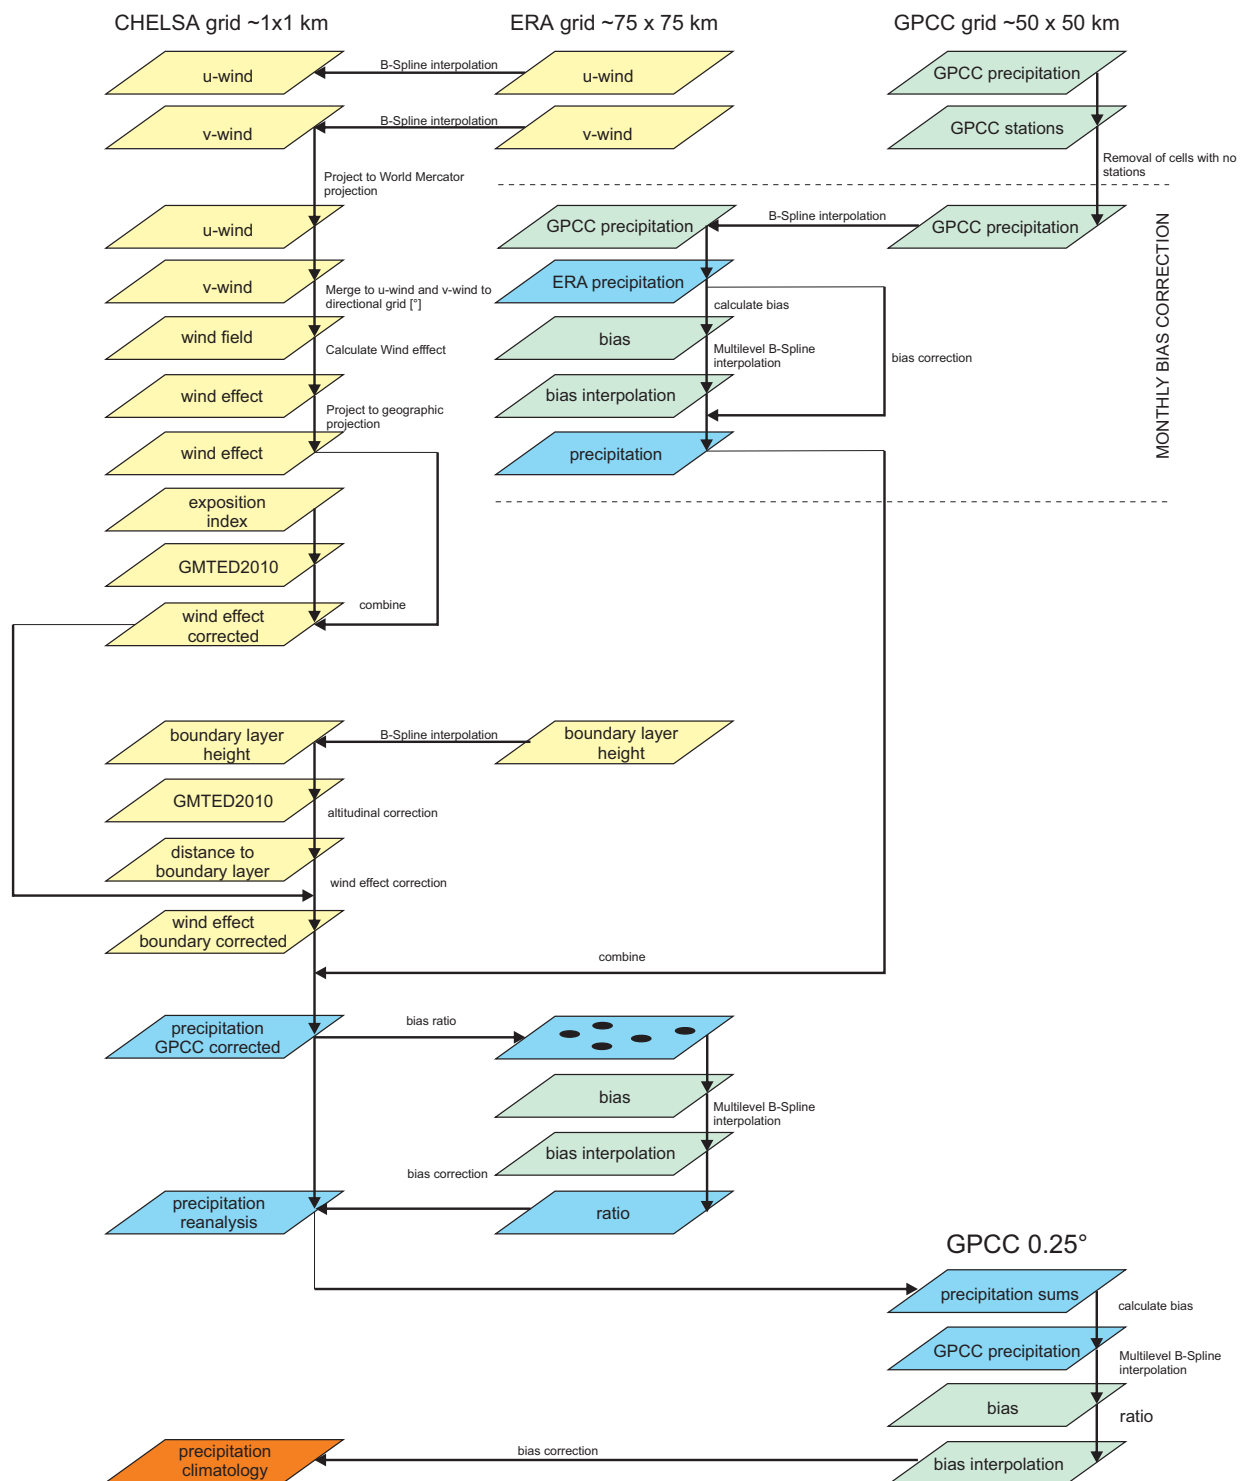 CHELSA grid ~1x1 km
ERA grid ~75 x 75 km
GPCC grid ~50 x 50 km
u-wind
B-Spline interpolation
u-wind
GPCC precipitation
v-wind
B-Spline interpolation
v-wind
GPCC stations
Project to World Mercator
projection
Removal of cells with no
stations
u-wind
GPCC precipitation
B-Spline interpolation
GPCC precipitation
MONTHLY BIAS CORRECTION
v-wind
Merge to u-wind and v-wind to
directional grid [°]
ERA precipitation
calculate bias
wind field
Calculate Wind efffect
bias
Multilevel B-Spline
interpolation
bias correction
wind effect
Project to geographic
projection
bias interpolation
wind effect
precipitation
exposition
index
GMTED2010
wind effect
corrected
combine
boundary layer
height
B-Spline interpolation
boundary layer
height
GMTED2010
altitudinal correction
distance to
boundary layer
wind effect correction
wind effect
boundary corrected
combine
precipitation
GPCC corrected
bias ratio
bias
Multilevel B-Spline
interpolation
bias interpolation
bias correction
precipitation
reanalysis
ratio
GPCC 0.25°
precipitation sums
calculate bias
GPCC precipitation
Multilevel B-Spline
interpolation
bias
ratio
precipitation
climatology
bias correction
bias interpolation